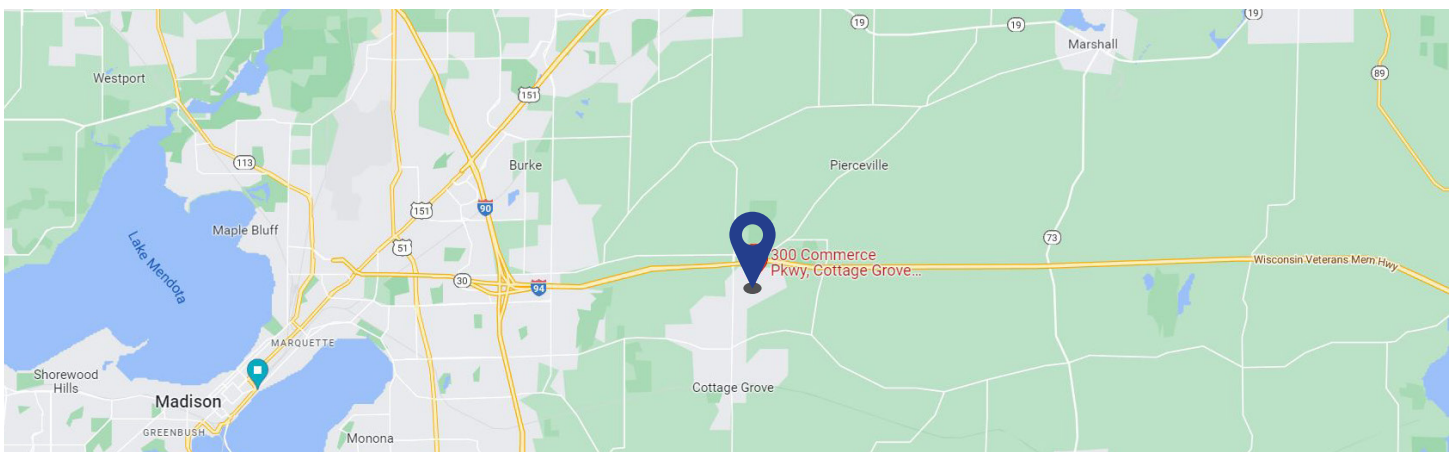 19
19
19
Marshall
Westport
89
151
113
Burke
Pierceville
151
90
Maple Bluff
51
73
Lake Mendota
300 Commerce
Pkwy, Cottage Grove...
Wisconsin Veterans Mem Hwy
30
94
MARQUETTE
Shorewood
Hills
Cottage Grove
Madison
GREENBUSH
Monona